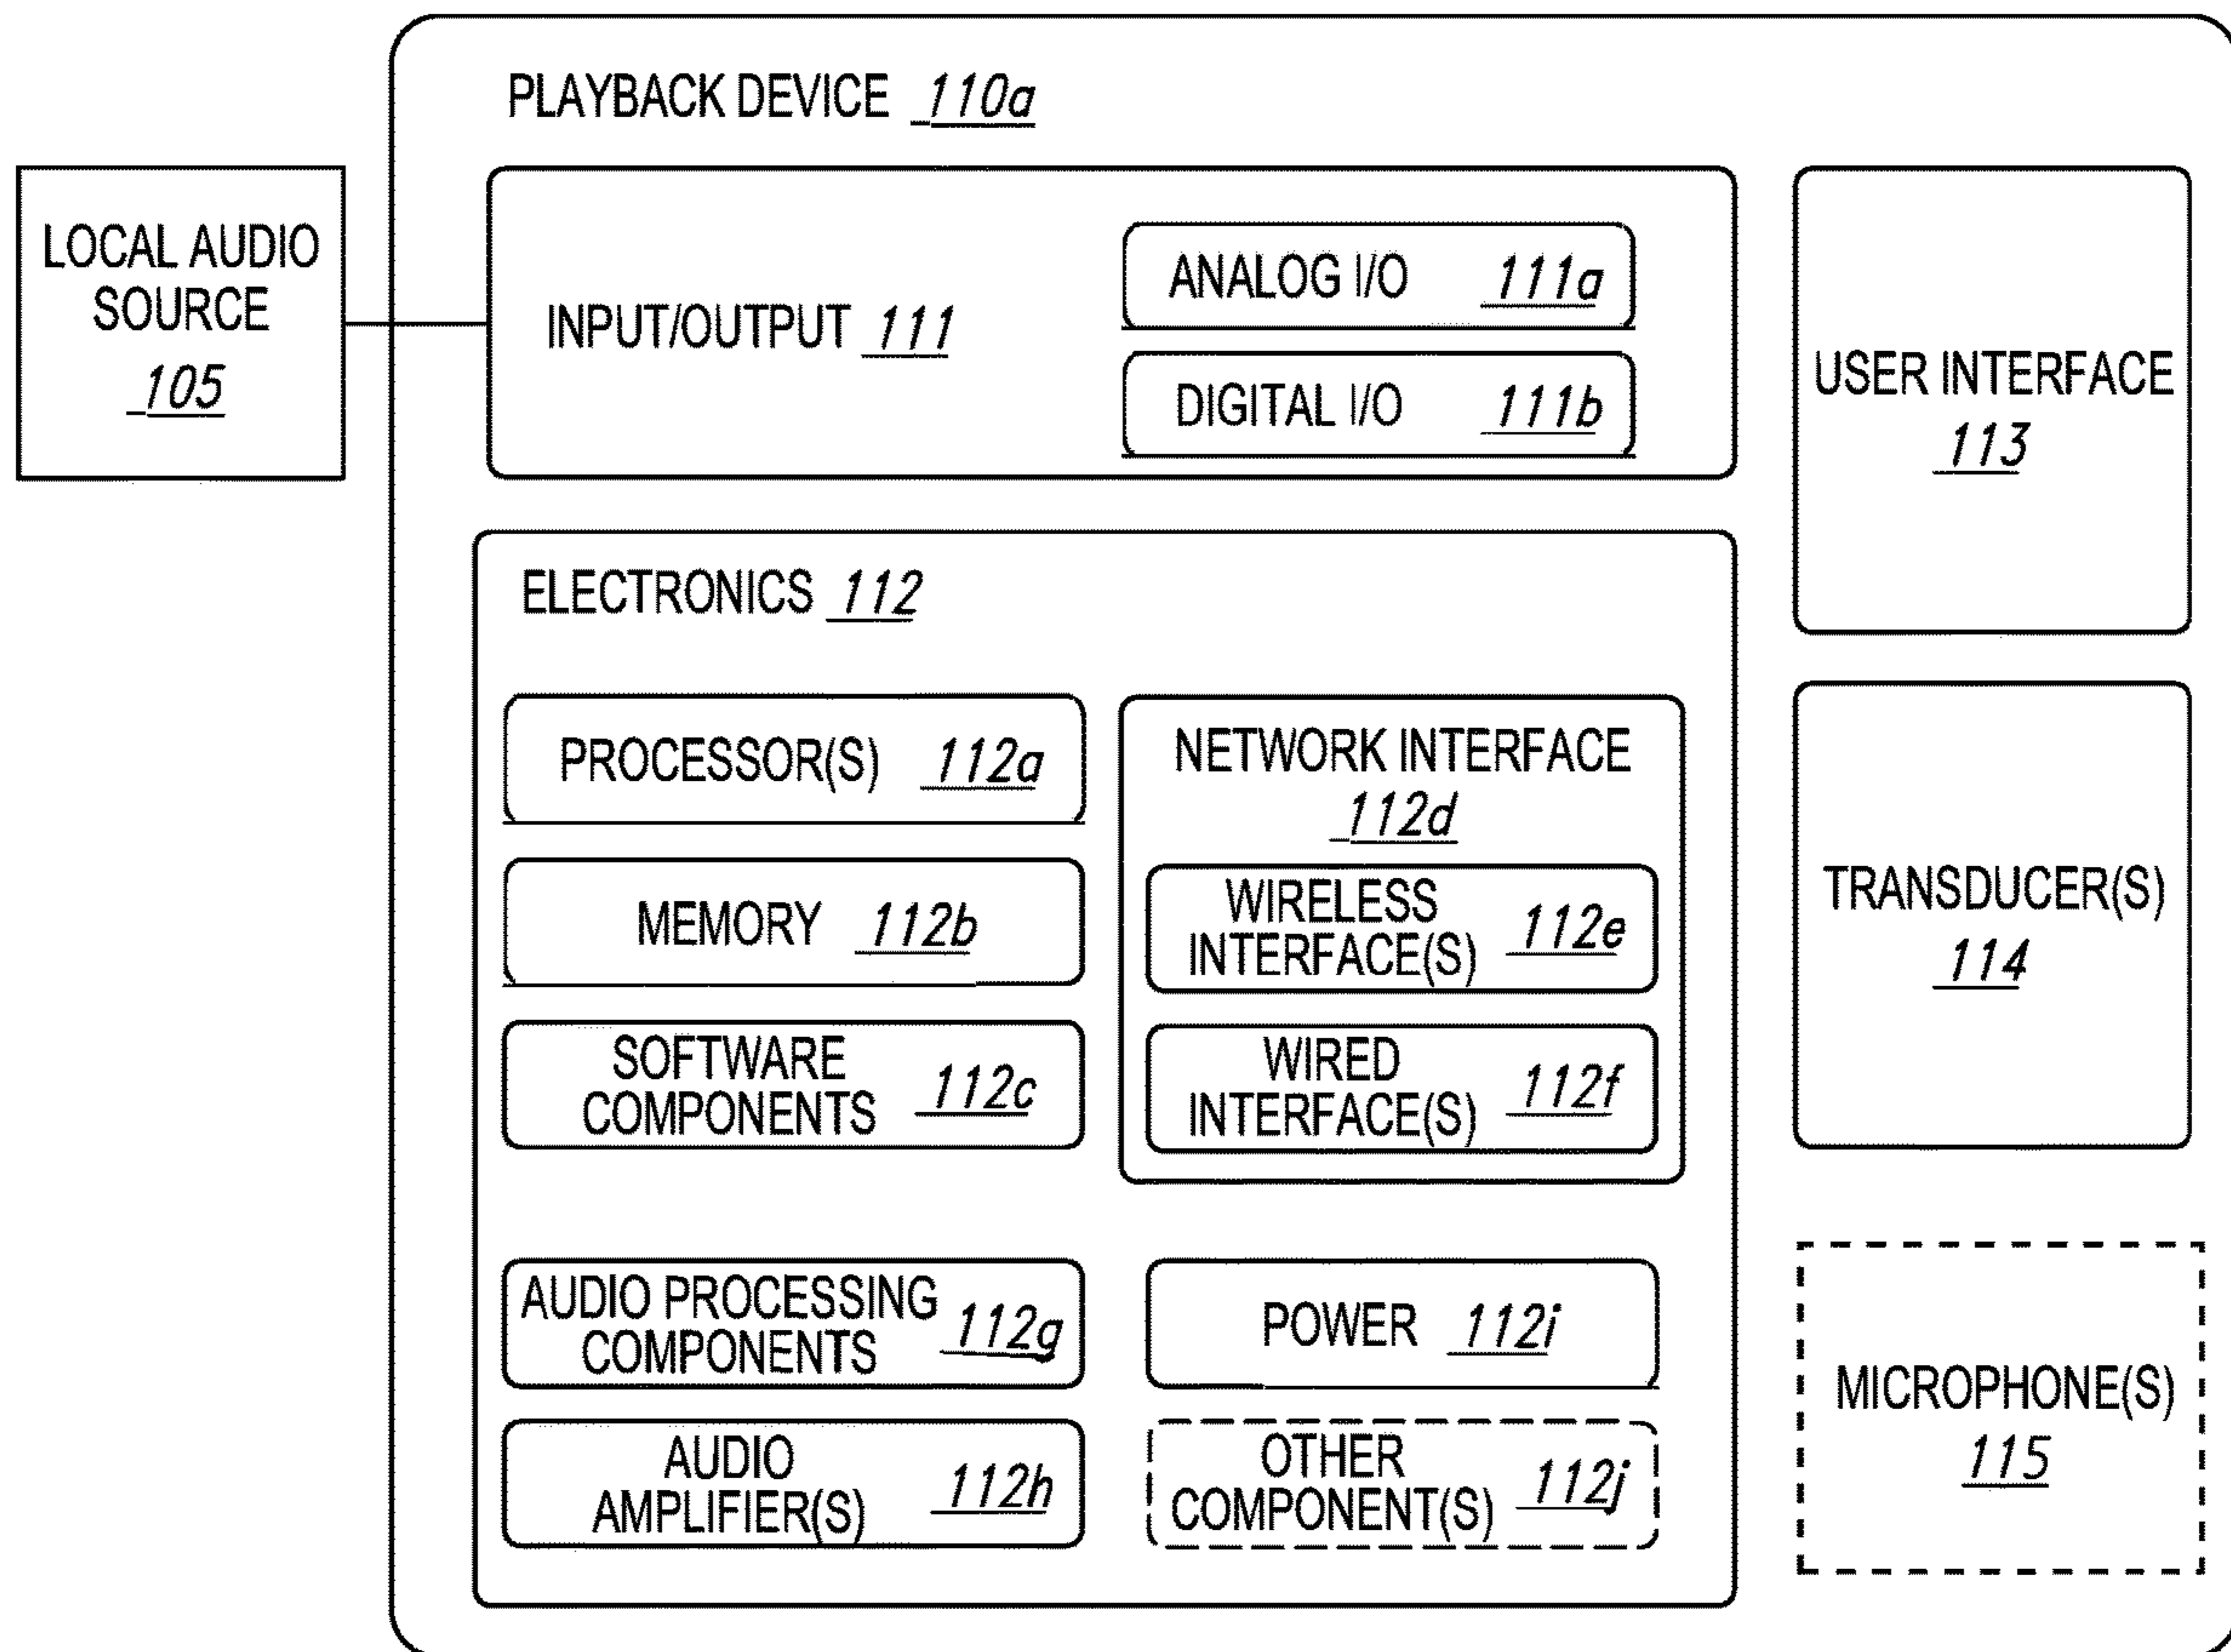 PLAYBACK DEVICE 110a
LOCAL AUDIO
SOURCE
105
INPUT/OUTPUT 111
ANALOG I/O 111a
DIGITAL I/O 111b
USER INTERFACE
113
ELECTRONICS 112
PROCESSOR(S) 112a
MEMORY 112b
SOFTWARE
COMPONENTS 112c
NETWORK INTERFACE
112d
WIRELESS
INTERFACE(S) 112e
WIRED
INTERFACE(S) 112f
TRANSDUCER(S)
114
AUDIO PROCESSING
COMPONENTS 112g
AUDIO
AMPLIFIER(S) 112h
POWER 112i
OTHER
COMPONENT(S) 112j
MICROPHONE(S)
115